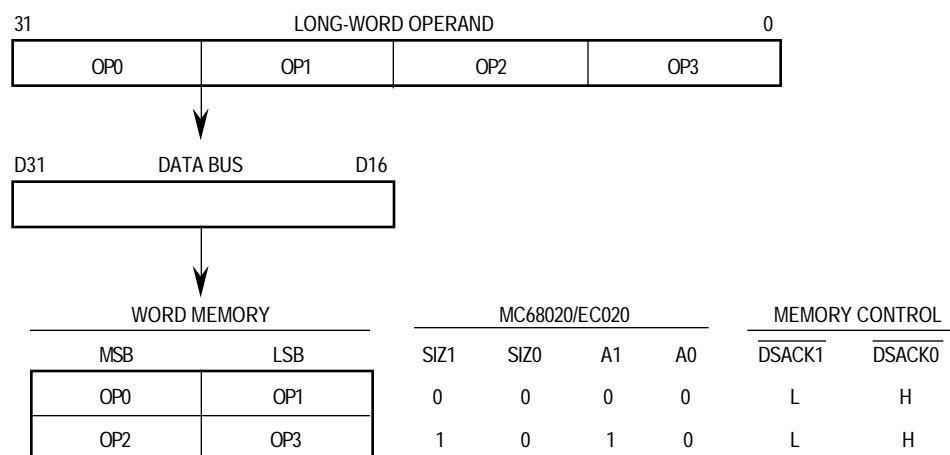 31 LONG-WORD OPERAND 0
OP0 OP1 OP2 OP3
D31 DATA BUS D16
WORD MEMORY MC68020/EC020 MEMORY CONTROL
MSB LSB SIZ1 SIZ0 A1 A0 DSACK1 DSACK0
OP0 OP1 0 0 0 0 L H
OP2 OP3 1 0 1 0 L H